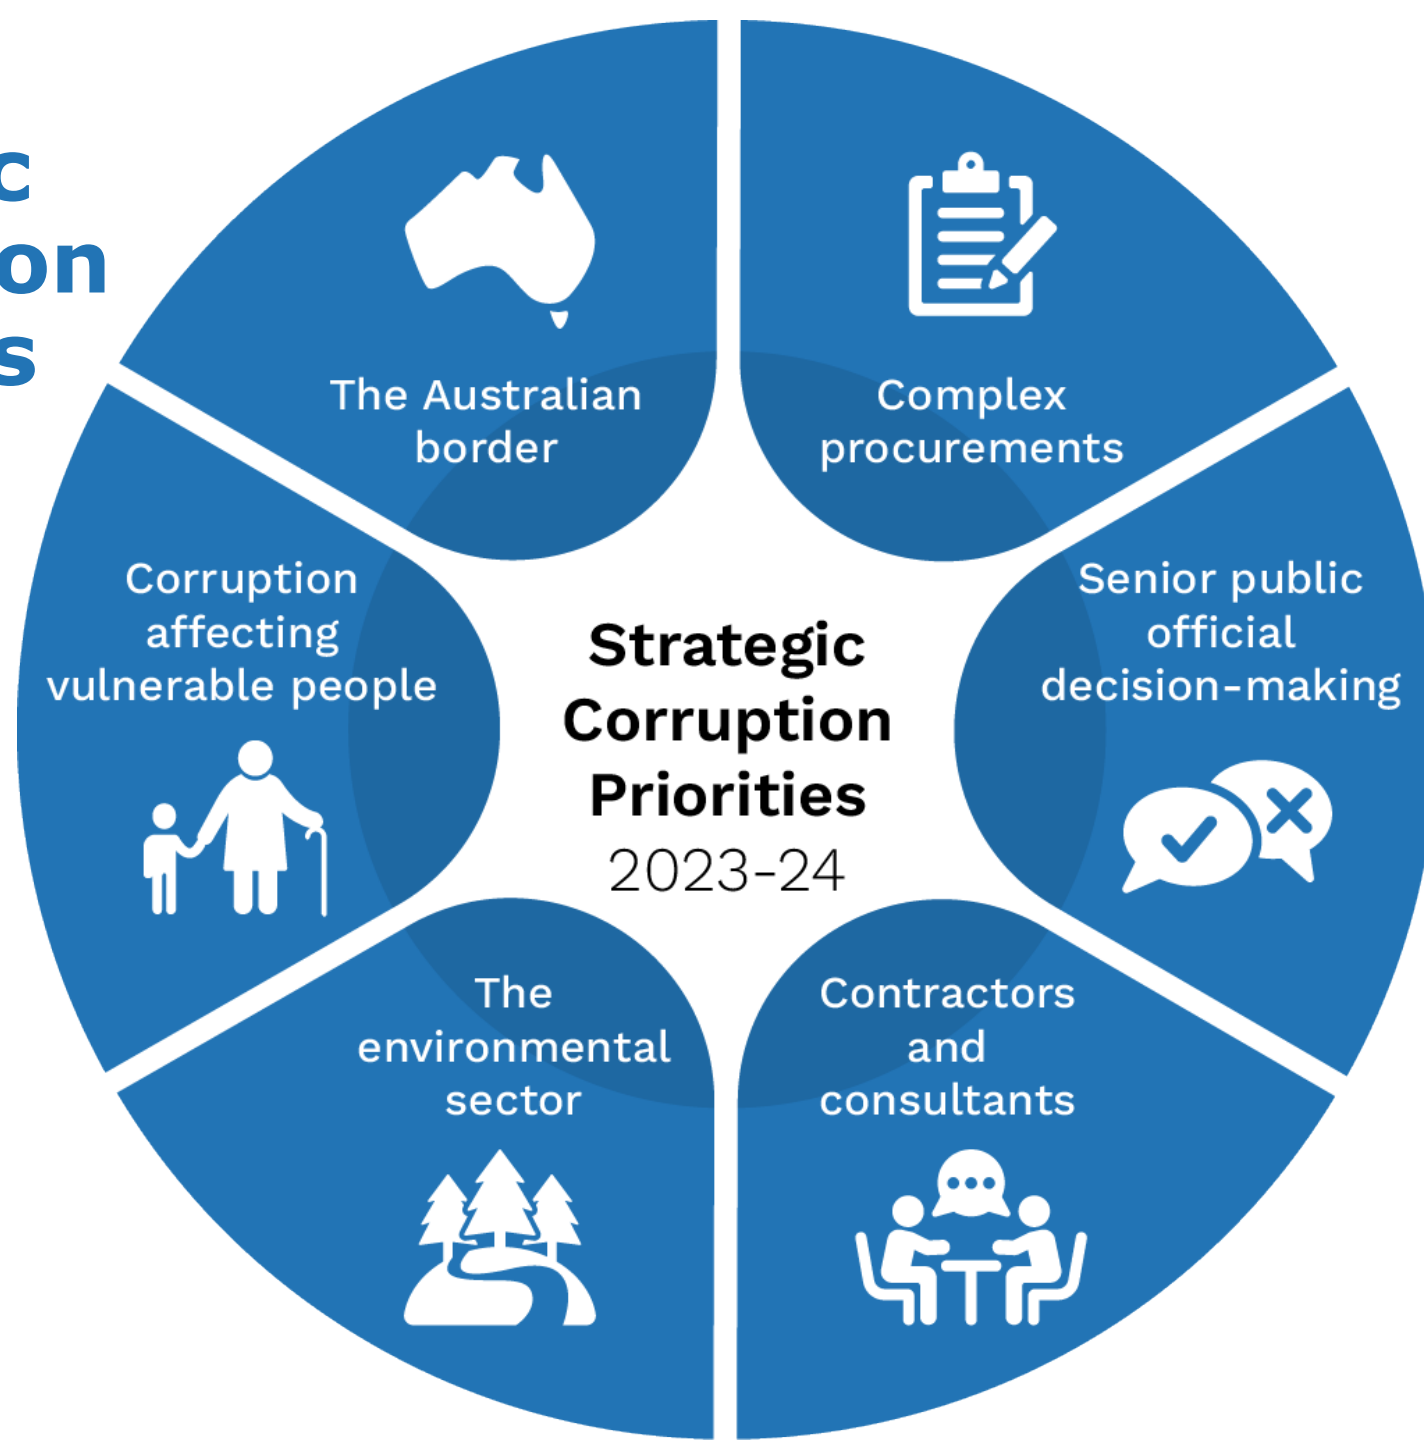 c
on
s
The Australian
border
Complex
procurements
Senior public
official
decision-making
Contractors
and
consultants
The
environmental
sector
Corruption
affecting
vulnerable people
Strategic
Corruption
Priorities
2023-24